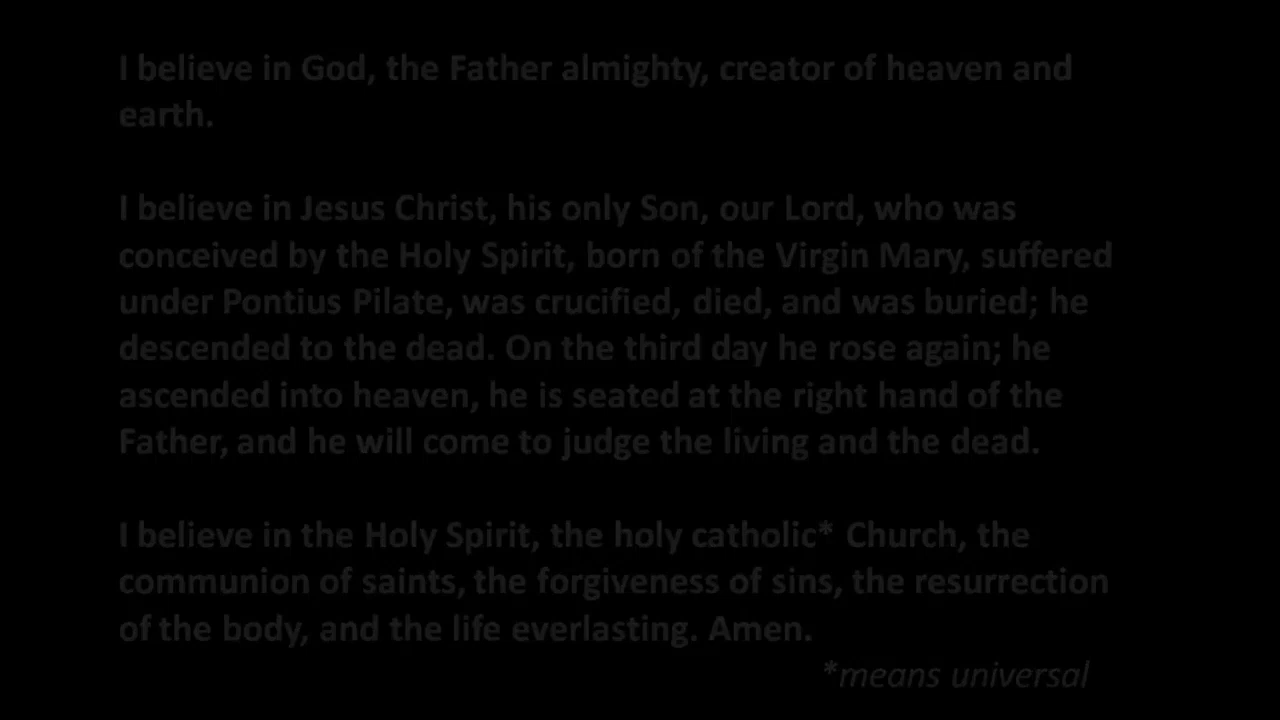 I believe in God, the Father almighty, creator of heaven and
earth.
I believe in Jesus Christ, his only Son, our Lord, who was
conceived by the Holy Spirit, born of the Virgin Mary, suffered
under Pontius Pilate, was crucified, died, and was buried; he
descended to the dead. On the third day he rose again; he
ascended into heaven, he is seated at the right hand of the
Father, and he will come to judge the living and the dead.
I believe in the Holy Spirit, the holy catholic* Church, the
communion of saints, the forgiveness of sins, the resurrection
of the body, and the life everlasting. Amen.
*means universal